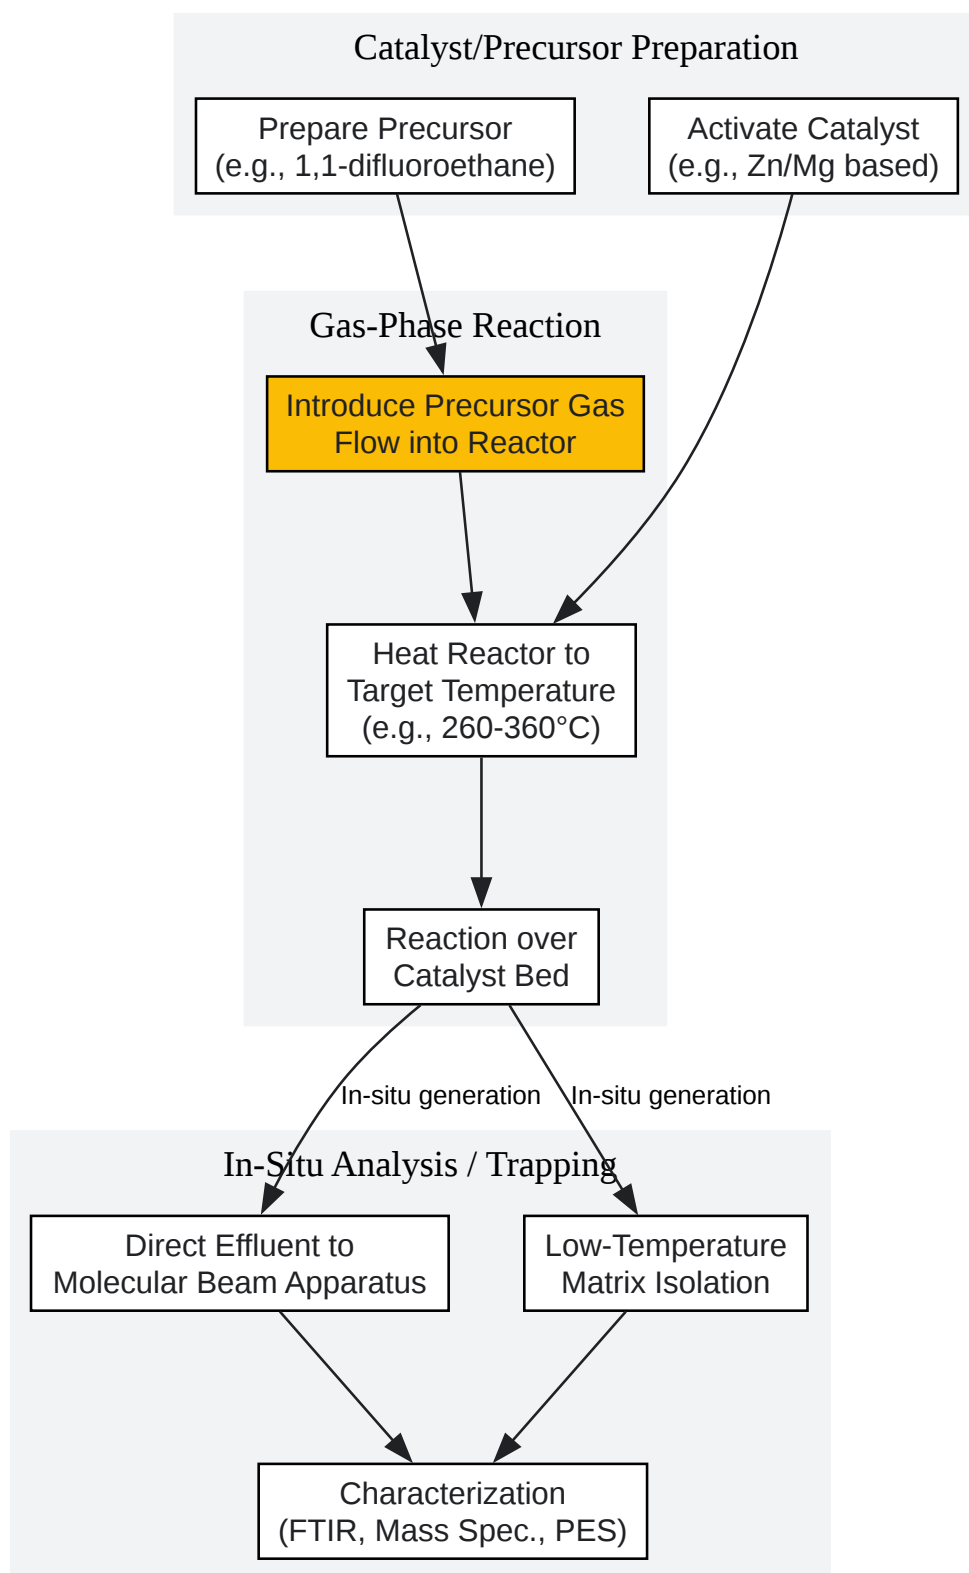 Catalyst/Precursor Preparation
Prepare Precursor
(e.g., 1,1-difluoroethane)
Activate Catalyst
(e.g., Zn/Mg based)
Gas-Phase Reaction
Introduce Precursor Gas
Flow into Reactor
Heat Reactor to
Target Temperature
(e.g., 260-360°C)
Reaction over
Catalyst Bed
In-situ generation
In-situ generation
In-Situ Analysis / Trapping
Direct Effluent to
Molecular Beam Apparatus
Low-Temperature
Matrix Isolation
Characterization
(FTIR, Mass Spec., PES)